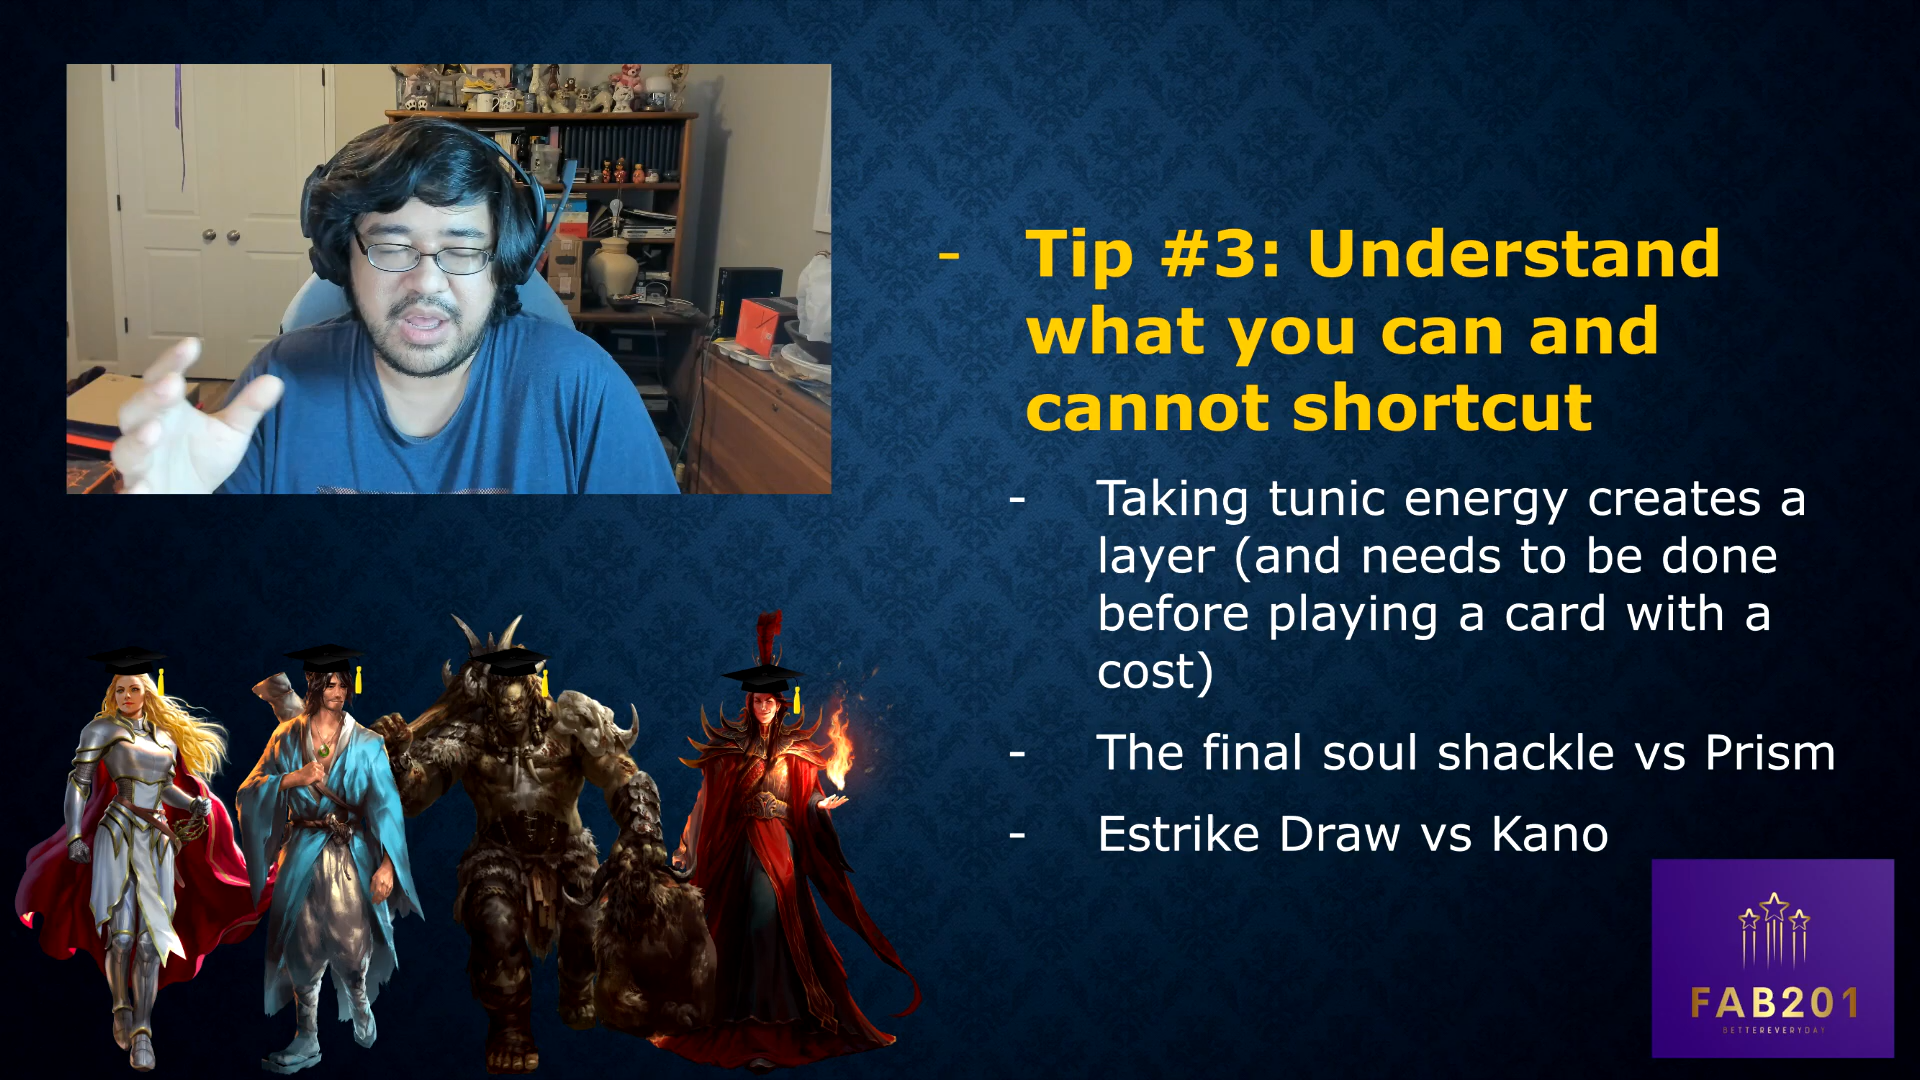 - Tip #3: Understand
what you can and
cannot shortcut
- Taking tunic energy creates a
layer (and needs to be done
before playing a card with a
cost)
- The final soul shackle vs Prism
- Estrike Draw vs Kano
FAB201
BETTEREVERYDAY